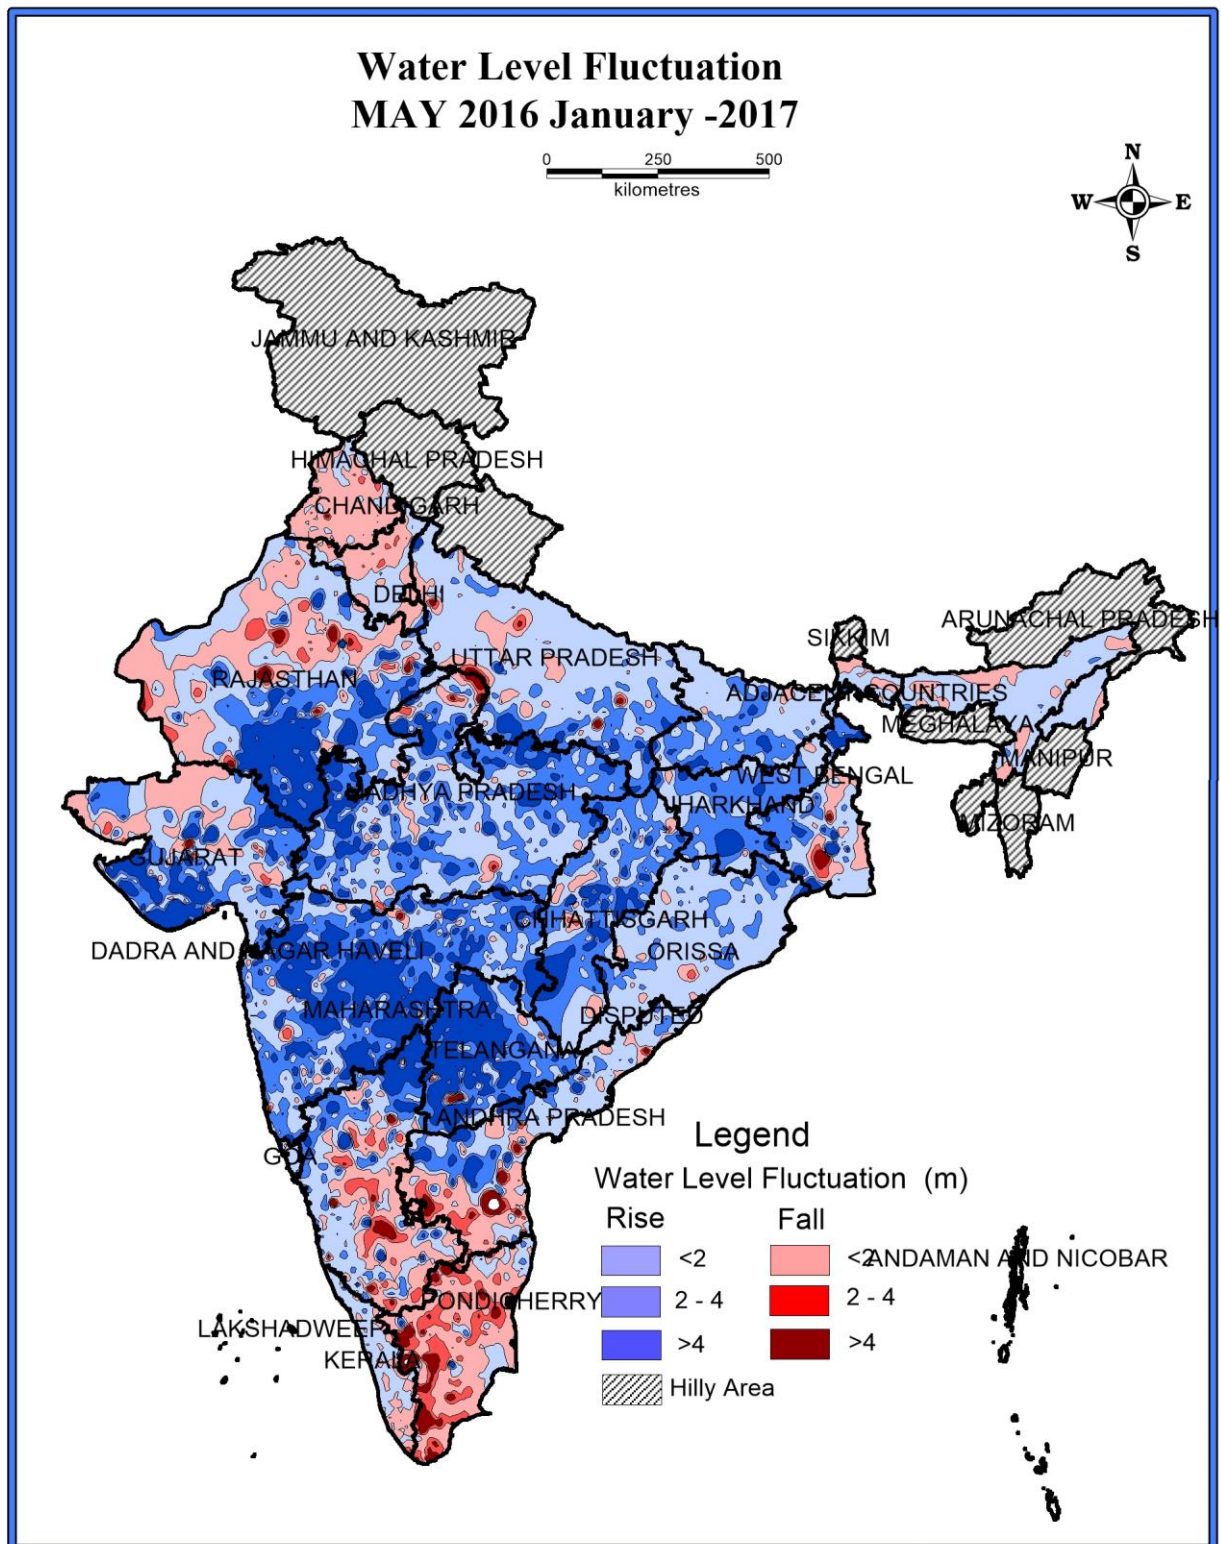 Water Level Fluctuation
MAY 2016 January -2017
0 250 500
kilometres
N
W E
S
JAMMU AND KASHMIR
HIMACHAL PRADESH
CHANDIGARH
DELHI
ARUNACHAL PRADESH
SIKKIM
UTTAR PRADESH
RAJASTHAN
ADJACENT COUNTRIES
MEGHALAYA
MANIPUR
WEST BENGAL
MADHYA PRADESH
JHARKHAND
MIZORAM
GUJARAT
CHHATTISGARH
ORISSA
DADRA AND NAGAR HAVELI
MAHARASHTRA
DISPUTED
TELANGANA
ANDHRA PRADESH
GOA
Legend
Water Level Fluctuation (m)
Rise Fall
<2 <2
ANDAMAN AND NICOBAR
2 - 4 2 - 4
PONDICHERRY
LAKSHADWEEP
>4 >4
KERALA
Hilly Area